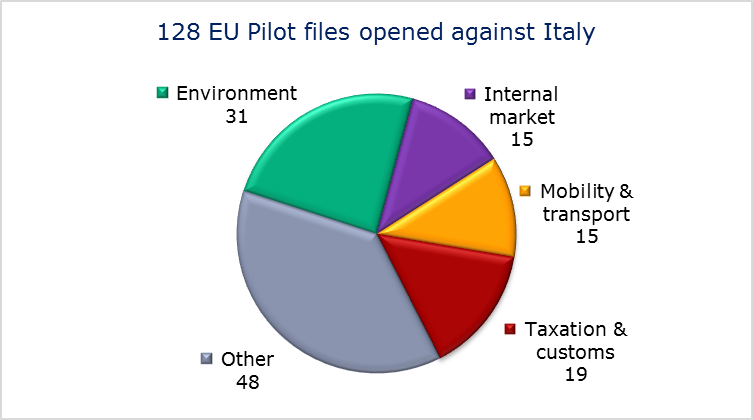 128 EU Pilot files opened against Italy
Environment
31
Internal
market
15
Mobility &
transport
15
Taxation &
customs
19
Other
48